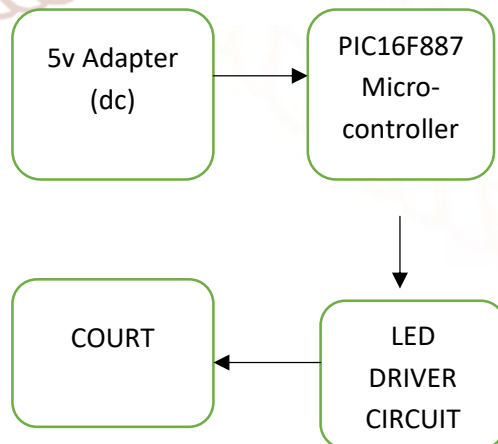 5v Adapter
(dc)
PIC16F887
Micro-
controller
LED
DRIVER
CIRCUIT
COURT